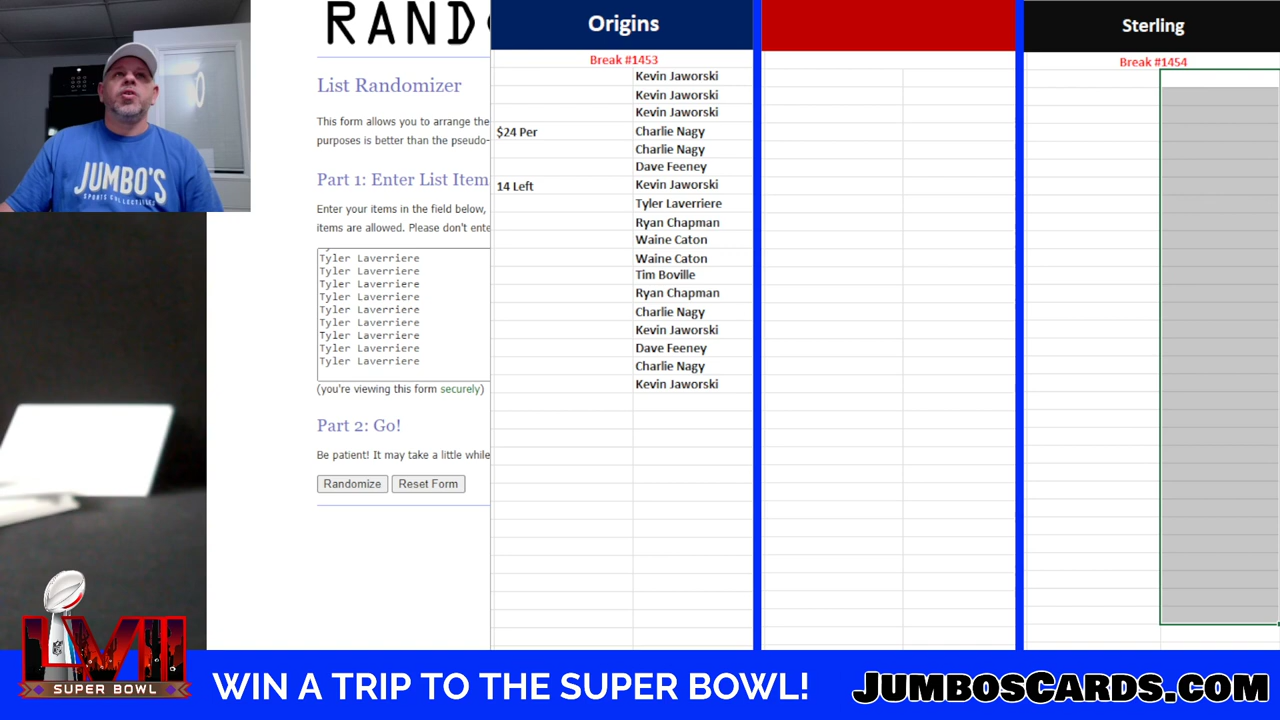 JUMBO'S
SPORTS COLLECTIBLES
List Randomizer
This form allows you to arrange the
purposes is better than the pseudo-
Part 1: Enter List Item
Enter your items in the field below,
items are allowed. Please don't ente
Tyler Laverriere
Tyler Laverriere
Tyler Laverriere
Tyler Laverriere
Tyler Laverriere
Tyler Laverriere
Tyler Laverriere
Tyler Laverriere
Tyler Laverriere
(you're viewing this form securely)
Part 2: Go!
Be patient! It may take a little while
Randomize Reset Form
Origins
Break #1453
Kevin Jaworski
Kevin Jaworski
Kevin Jaworski
$24 Per Charlie Nagy
Charlie Nagy
Dave Feeney
14 Left Kevin Jaworski
Tyler Laverriere
Ryan Chapman
Waine Caton
Waine Caton
Tim Boville
Ryan Chapman
Charlie Nagy
Kevin Jaworski
Dave Feeney
Charlie Nagy
Kevin Jaworski
Sterling
Break #1454
LVII
NFL
SUPER BOWL
WIN A TRIP TO THE SUPER BOWL!
JUMBOSCARDS.COM